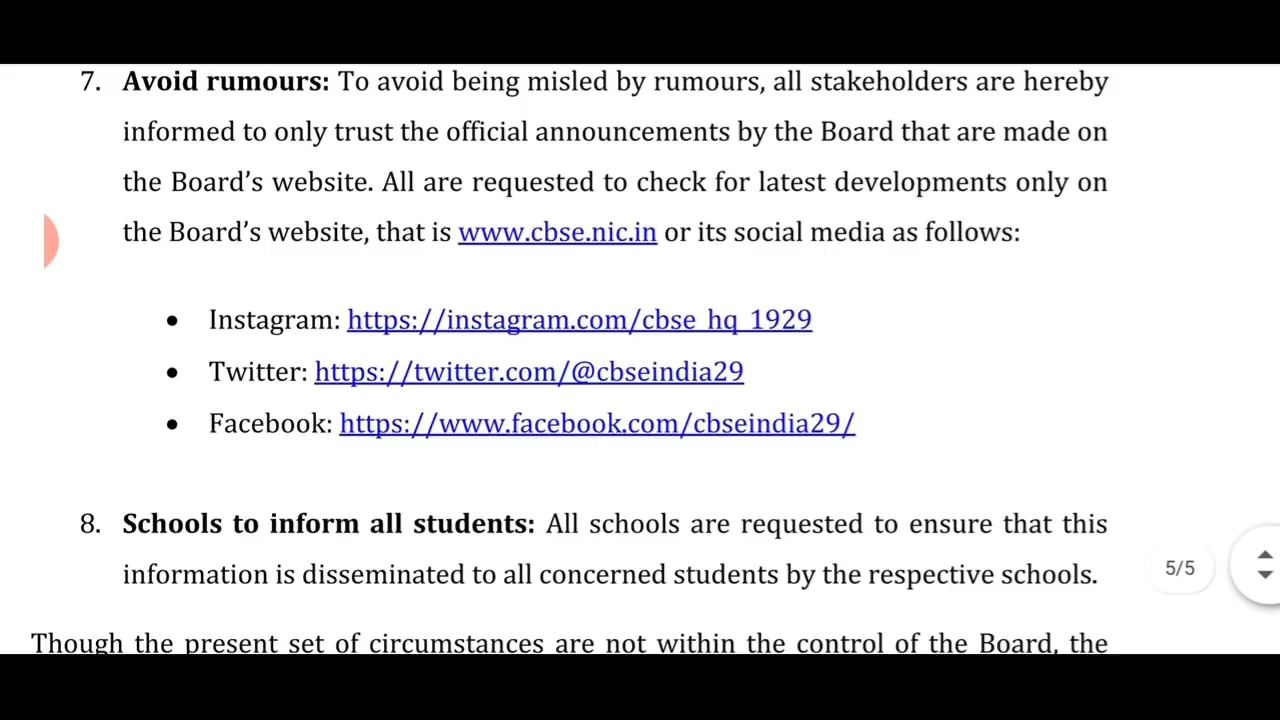 7. Avoid rumours: To avoid being misled by rumours, all stakeholders are hereby
informed to only trust the official announcements by the Board that are made on
the Board’s website. All are requested to check for latest developments only on
the Board’s website, that is www.cbse.nic.in or its social media as follows:
• Instagram: https://instagram.com/cbse_hq_1929
• Twitter: https://twitter.com/@cbseindia29
• Facebook: https://www.facebook.com/cbseindia29/
8. Schools to inform all students: All schools are requested to ensure that this
information is disseminated to all concerned students by the respective schools.
5/5
Though the present set of circumstances are not within the control of the Board, the